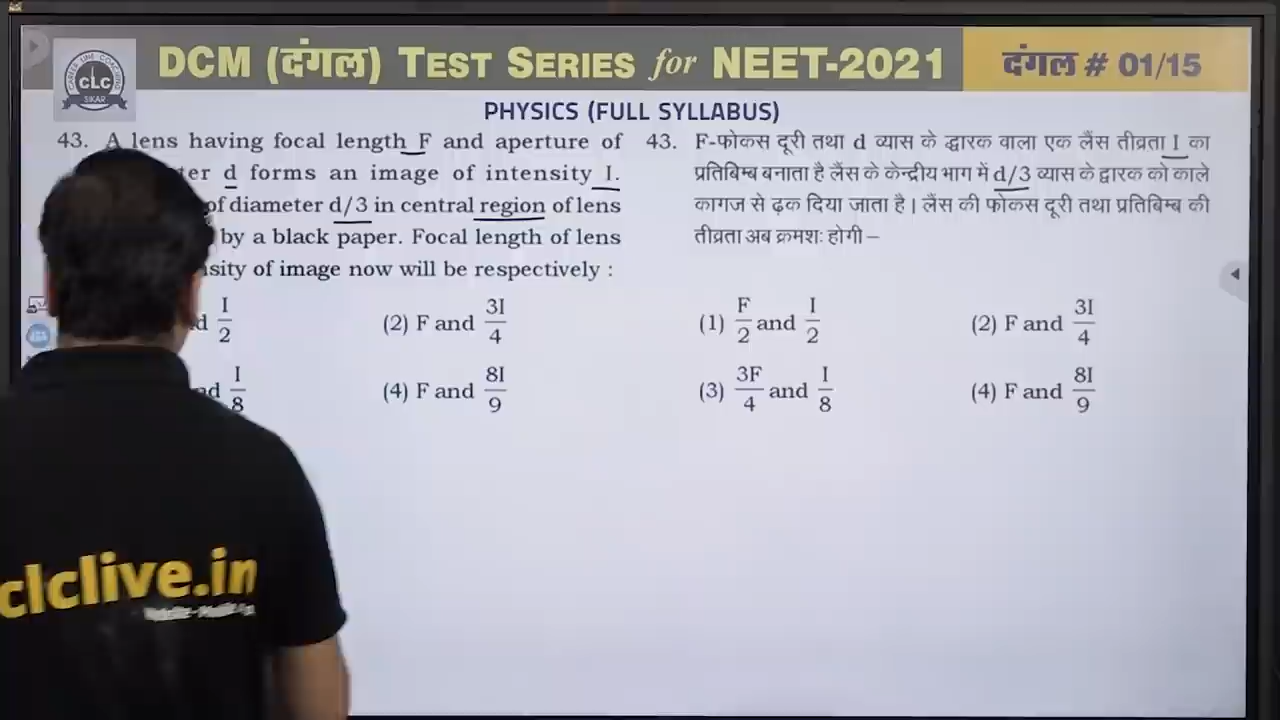 DCM (दंगल) TEST SERIES for NEET-2021
दंगल # 01/15
CLC
SIKAR
PHYSICS (FULL SYLLABUS)
43. A lens having focal length F and aperture of
ter d forms an image of intensity I.
of diameter d/3 in central region of lens
by a black paper. Focal length of lens
sity of image now will be respectively :
d I/2
(2) F and 3I/4
nd I/8
(4) F and 8I/9
43. F-फोकस दूरी तथा d व्यास के द्धारक वाला एक लैंस तीव्रता I का
प्रतिबिम्ब बनाता है लैंस के केन्द्रीय भाग में d/3 व्यास के द्वारक को काले
कागज से ढ़क दिया जाता है। लैंस की फोकस दूरी तथा प्रतिबिम्ब की
तीव्रता अब क्रमशः होगी –
(1) F/2 and I/2
(2) F and 3I/4
(3) 3F/4 and I/8
(4) F and 8I/9
clclive.in